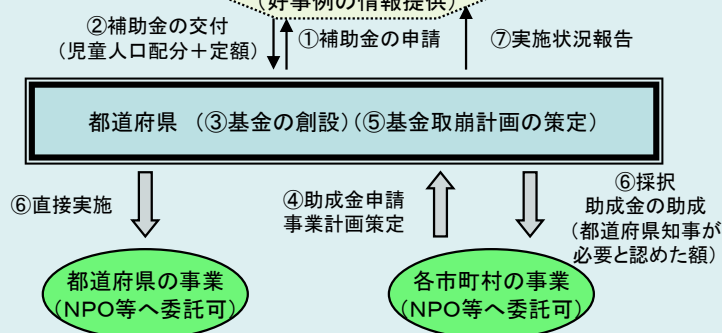 (好事例の情報提供)
②補助金の交付
(児童人口配分+定額)
①補助金の申請
⑦実施状況報告
都道府県 (③基金の創設)(⑤基金取崩計画の策定)
⑥直接実施
④助成金申請
事業計画策定
⑥採択
助成金の助成
(都道府県知事が
必要と認めた額)
都道府県の事業
(NPO等へ委託可)
各市町村の事業
(NPO等へ委託可)